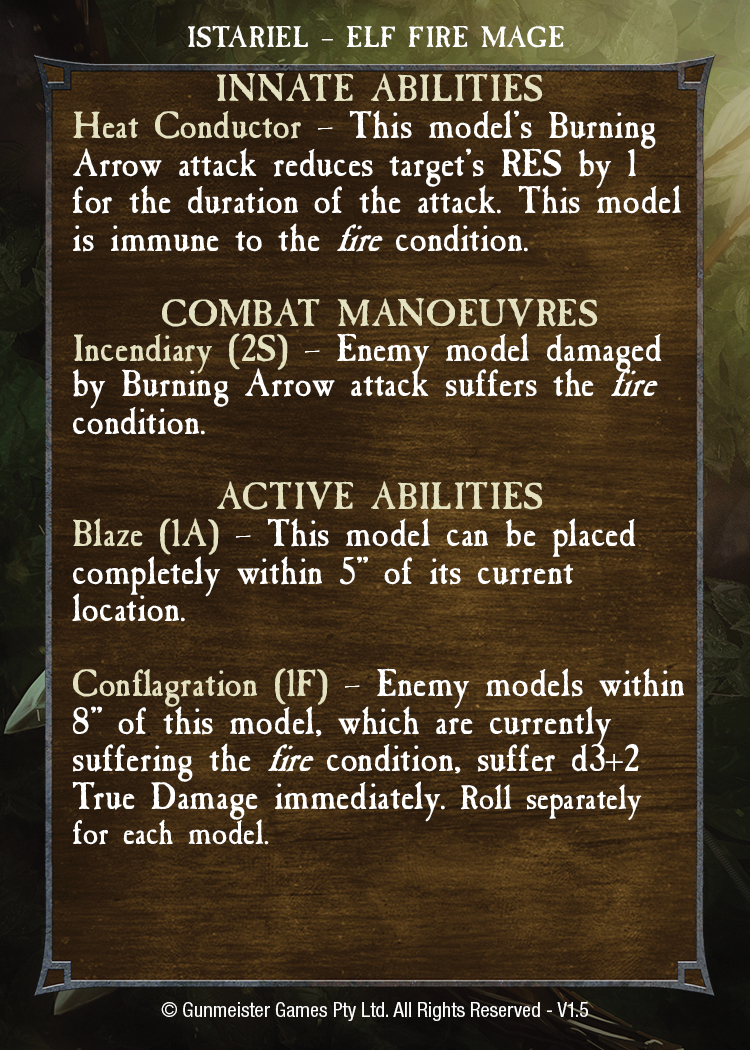 ISTARIEL – ELF FIRE MAGE
INNATE ABILITIES
Heat Conductor – This model's Burning
Arrow attack reduces target's RES by 1
for the duration of the attack. This model
is immune to the fire condition.
COMBAT MANOEUVRES
Incendiary (2S) – Enemy model damaged
by Burning Arrow attack suffers the fire
condition.
ACTIVE ABILITIES
Blaze (1A) – This model can be placed
completely within 5" of its current
location.
Conflagration (1F) – Enemy models within
8" of this model, which are currently
suffering the fire condition, suffer d3+2
True Damage immediately. Roll separately
for each model.
© Gunmeister Games Pty Ltd. All Rights Reserved - V1.5